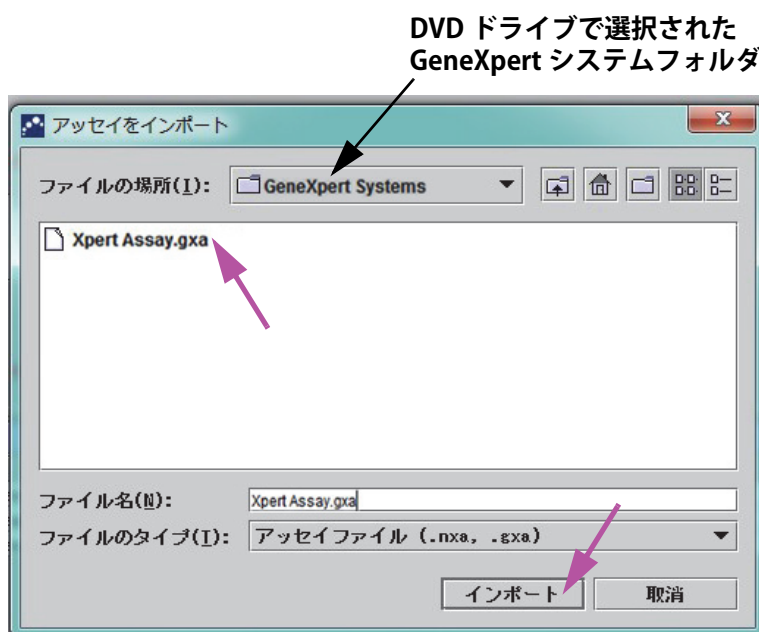 DVD ドライブで選択された
GeneXpert システムフォルダ
アッセイをインポート
ファイルの場所(I): GeneXpert Systems
Xpert Assay.gxa
ファイル名(N): Xpert Assay.gxa
ファイルのタイプ(I): アッセイファイル (.nxa, .gxa)
インポート 取消